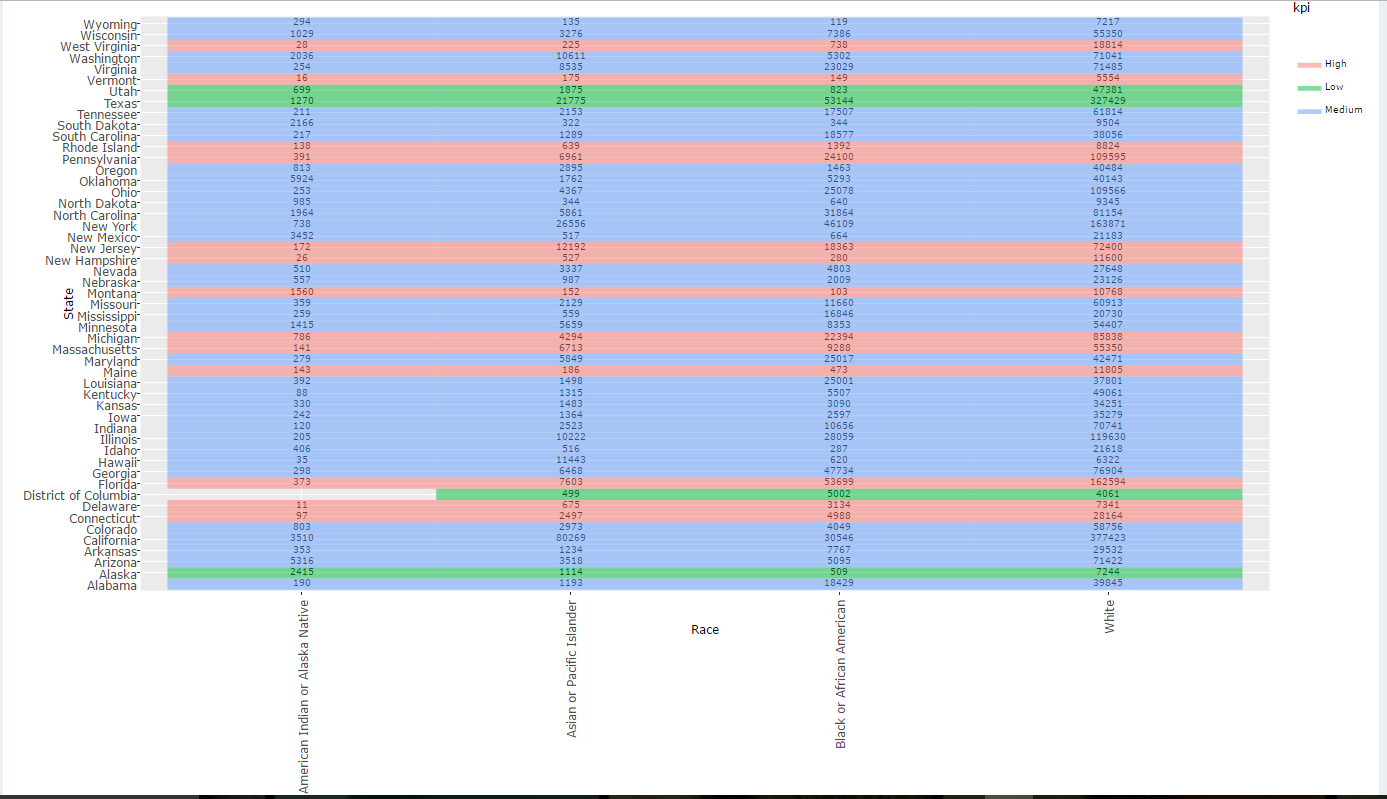 kpi
High
Low
Medium
State
Wyoming 294 135 119 7217
Wisconsin 1029 3276 7386 55350
West Virginia 28 225 738 18814
Washington 2036 10611 5302 71041
Virginia 254 8535 23029 71485
Vermont 16 175 149 5554
Utah 699 1875 823 47381
Texas 1270 21775 53144 327429
Tennessee 211 2153 17507 61814
South Dakota 2166 322 344 9504
South Carolina 217 1289 18577 38056
Rhode Island 138 639 1392 8824
Pennsylvania 391 6961 24100 109595
Oregon 813 2895 1463 40484
Oklahoma 5924 1762 5293 40143
Ohio 253 4367 25078 109566
North Dakota 985 344 640 9345
North Carolina 1964 5861 31864 81154
New York 738 26556 46109 163871
New Mexico 3452 517 664 21183
New Jersey 172 12192 18363 72400
New Hampshire 26 527 280 11600
Nevada 510 3337 4803 27648
Nebraska 557 987 2009 23126
Montana 1560 152 103 10768
Missouri 359 2129 11660 60913
Mississippi 259 559 16846 20730
Minnesota 1415 5659 8353 54407
Michigan 786 4294 22394 85838
Massachusetts 141 6713 9288 55350
Maryland 279 5849 25017 42471
Maine 143 186 473 11805
Louisiana 392 1498 25001 37801
Kentucky 88 1315 5507 49061
Kansas 330 1483 3090 34251
Iowa 242 1364 2597 35279
Indiana 120 2523 10656 70741
Illinois 205 10222 28059 119630
Idaho 406 516 287 21618
Hawaii 35 11443 620 6322
Georgia 298 6468 47734 76904
Florida 373 7603 53699 162594
District of Columbia 499 5002 4061
Delaware 11 675 3134 7341
Connecticut 97 2497 4988 28164
Colorado 803 2973 4049 58756
California 3510 80269 30546 377423
Arkansas 353 1234 7767 29532
Arizona 5316 3518 5095 71422
Alaska 2415 1114 509 7244
Alabama 190 1193 18429 39845
American Indian or Alaska Native
Asian or Pacific Islander
Black or African American
White
Race